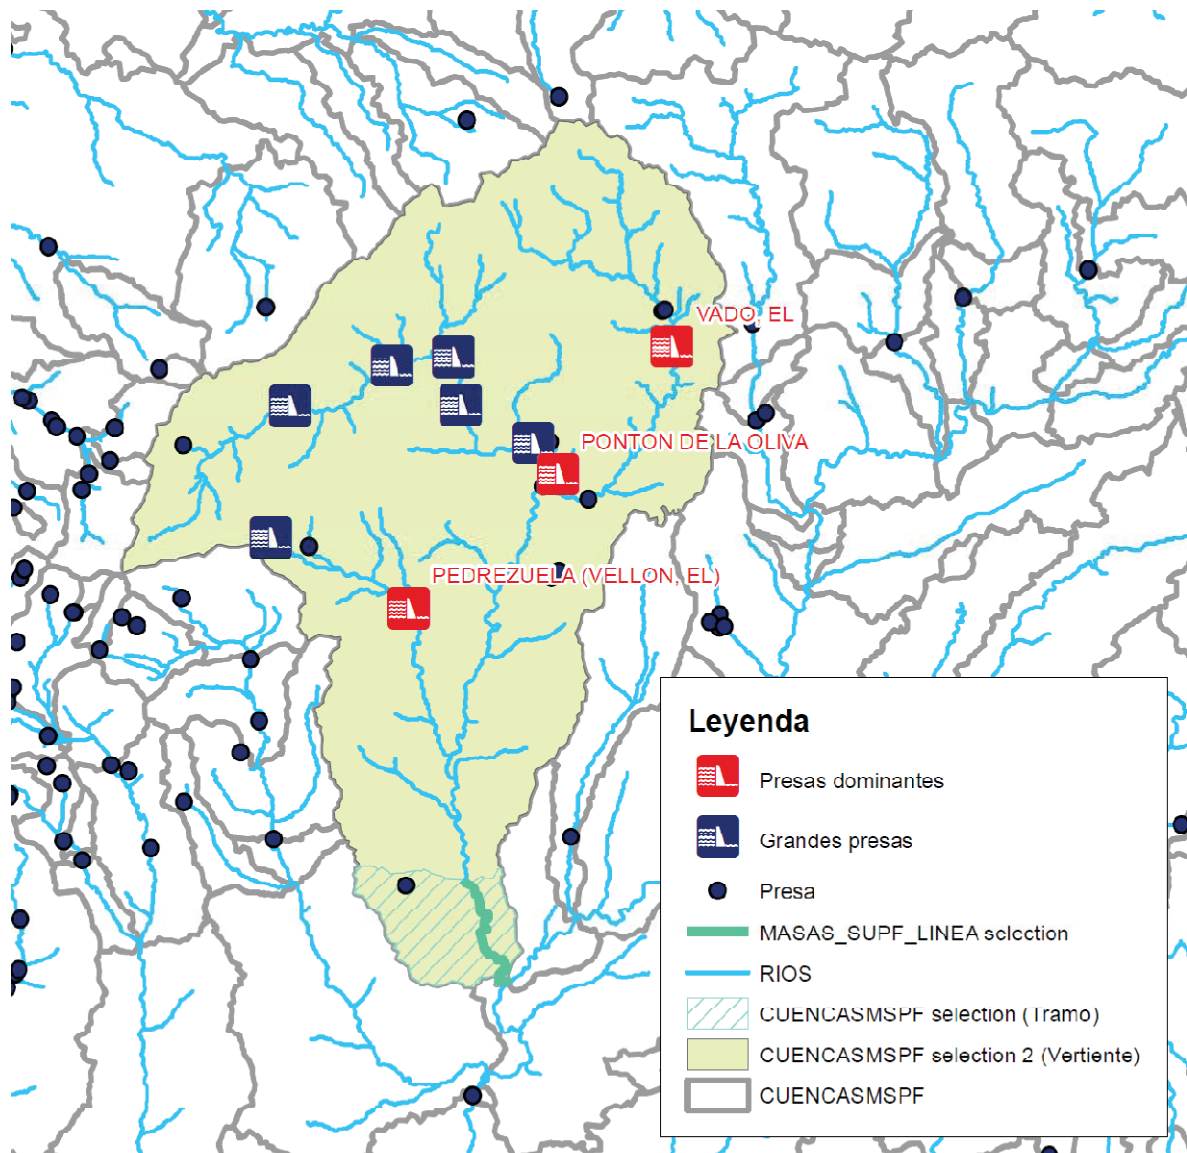 VADO, EL
PONTON DE LA OLIVA
PEDREZUELA (VELLON, EL)
Leyenda
Presas dominantes
Grandes presas
Presa
MASAS_SUPF_LINEA selection
RIOS
CUENCASMSPF selection (Tramo)
CUENCASMSPF selection 2 (Vertiente)
CUENCASMSPF